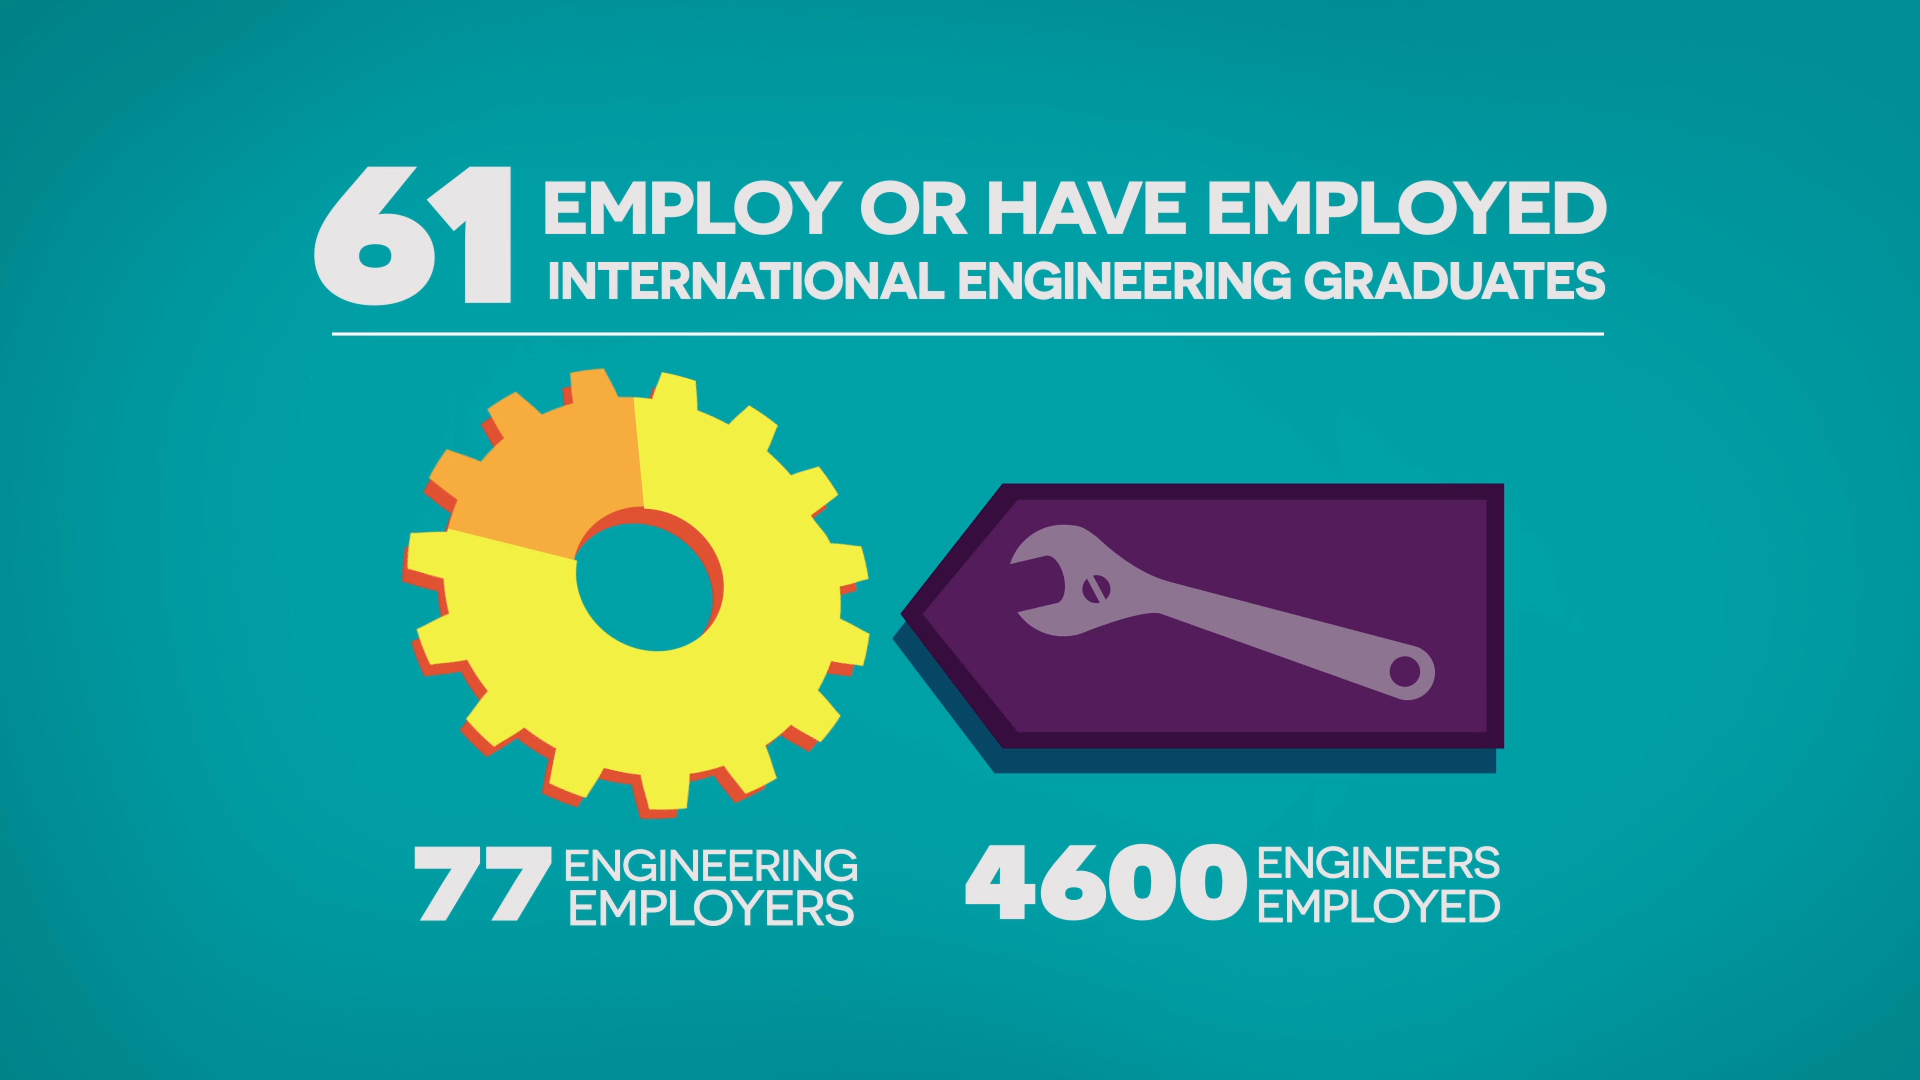 61 EMPLOY OR HAVE EMPLOYED
INTERNATIONAL ENGINEERING GRADUATES
77 ENGINEERING
EMPLOYERS
4600 ENGINEERS
EMPLOYED